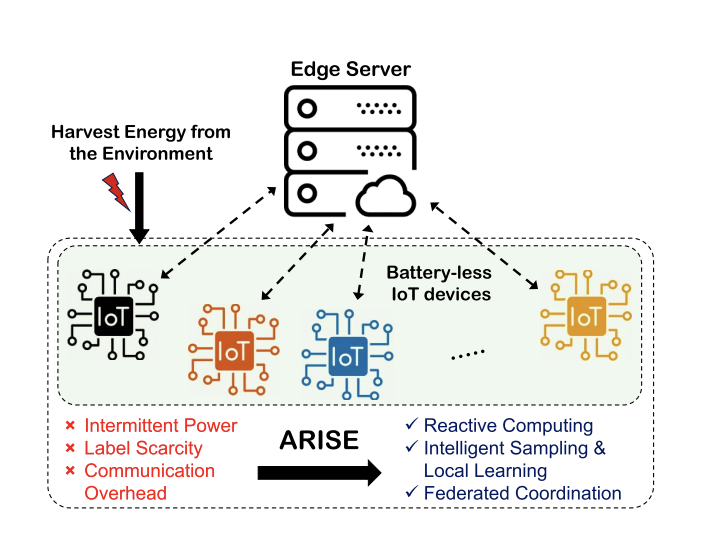 Edge Server
Harvest Energy from
the Environment
Battery-less
IoT devices
IoT
IoT
IoT
.....
IoT
× Intermittent Power
× Label Scarcity
× Communication
Overhead
ARISE
✓ Reactive Computing
✓ Intelligent Sampling &
Local Learning
✓ Federated Coordination